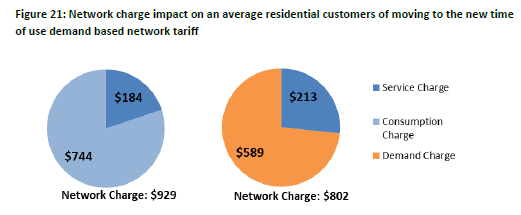 Figure 21: Network charge impact on an average residential customers of moving to the new time
of use demand based network tariff
$184
$744
Network Charge: $929
$213
$589
Network Charge: $802
Service Charge
Consumption
Charge
Demand Charge